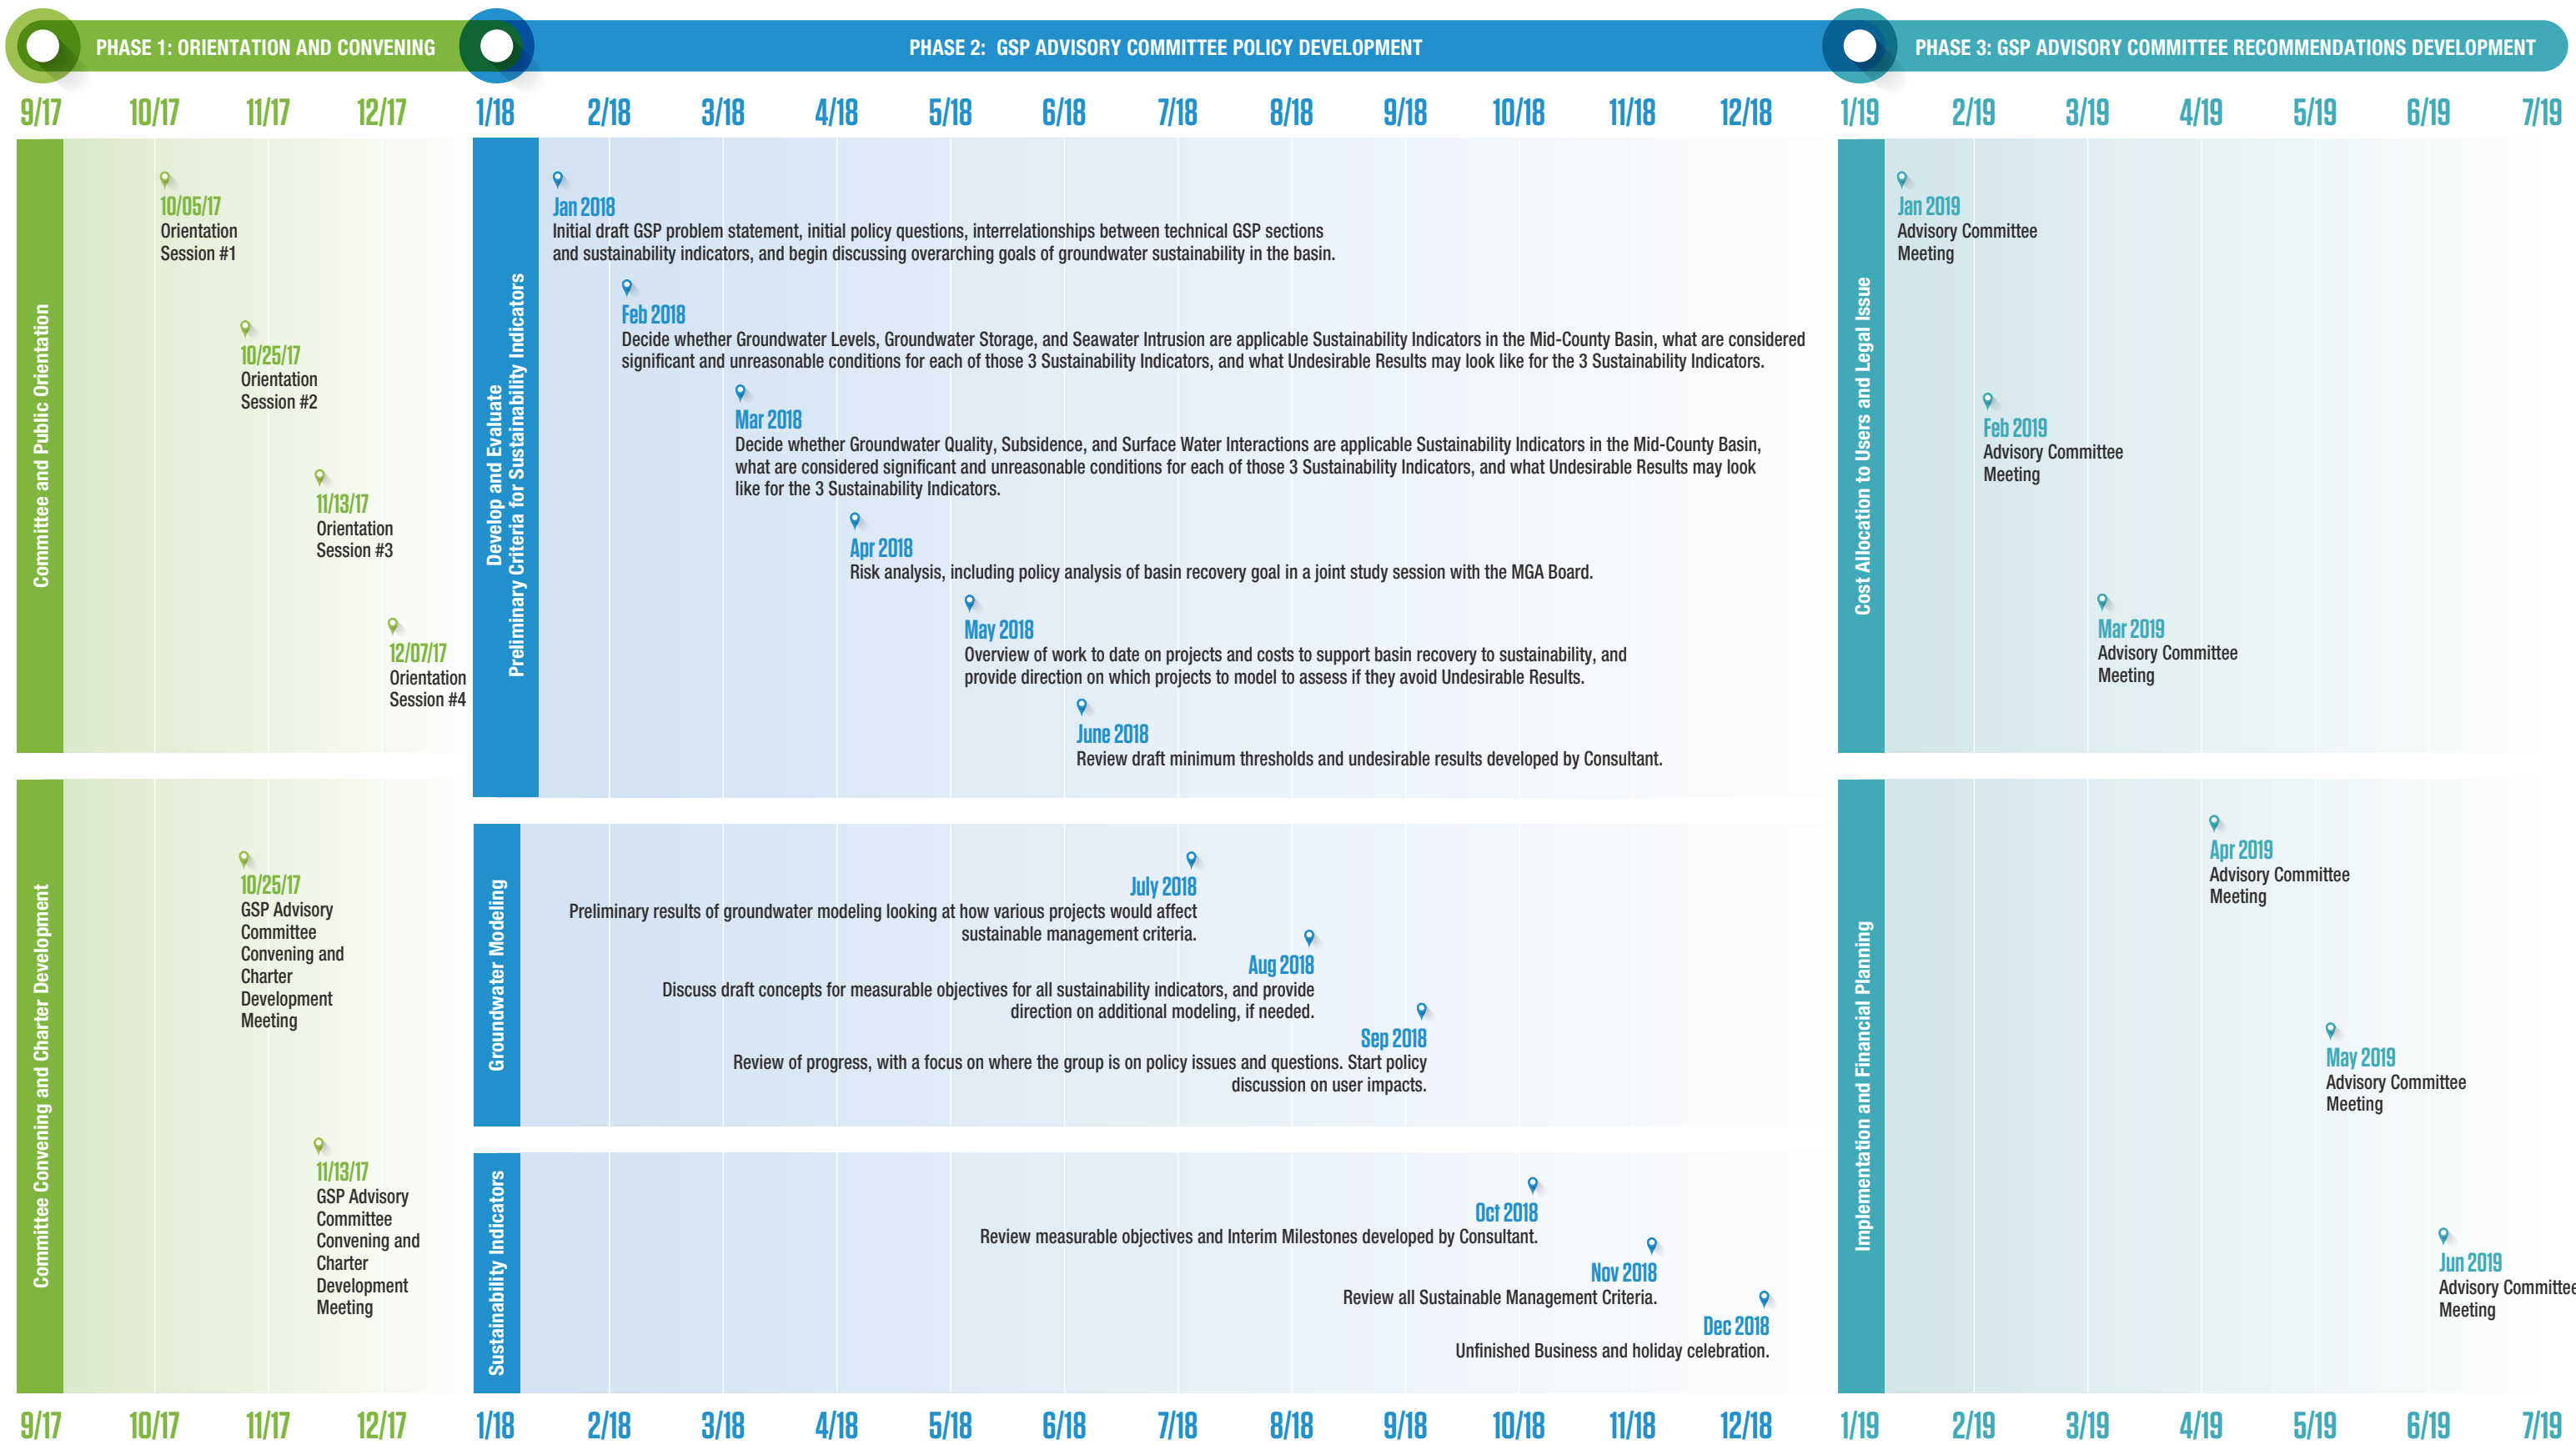 PHASE 1: ORIENTATION AND CONVENING
PHASE 2: GSP ADVISORY COMMITTEE POLICY DEVELOPMENT
PHASE 3: GSP ADVISORY COMMITTEE RECOMMENDATIONS DEVELOPMENT
9/17 10/17 11/17 12/17 1/18 2/18 3/18 4/18 5/18 6/18 7/18 8/18 9/18 10/18 11/18 12/18 1/19 2/19 3/19 4/19 5/19 6/19 7/19
Committee and Public Orientation
10/05/17
Orientation
Session #1
10/25/17
Orientation
Session #2
11/13/17
Orientation
Session #3
12/07/17
Orientation
Session #4
Committee Convening and Charter Development
10/25/17
GSP Advisory
Committee
Convening and
Charter
Development
Meeting
11/13/17
GSP Advisory
Committee
Convening and
Charter
Development
Meeting
Develop and Evaluate
Preliminary Criteria for Sustainability Indicators
Jan 2018
Initial draft GSP problem statement, initial policy questions, interrelationships between technical GSP sections
and sustainability indicators, and begin discussing overarching goals of groundwater sustainability in the basin.
Feb 2018
Decide whether Groundwater Levels, Groundwater Storage, and Seawater Intrusion are applicable Sustainability Indicators in the Mid-County Basin, what are considered
significant and unreasonable conditions for each of those 3 Sustainability Indicators, and what Undesirable Results may look like for the 3 Sustainability Indicators.
Mar 2018
Decide whether Groundwater Quality, Subsidence, and Surface Water Interactions are applicable Sustainability Indicators in the Mid-County Basin,
what are considered significant and unreasonable conditions for each of those 3 Sustainability Indicators, and what Undesirable Results may look
like for the 3 Sustainability Indicators.
Apr 2018
Risk analysis, including policy analysis of basin recovery goal in a joint study session with the MGA Board.
May 2018
Overview of work to date on projects and costs to support basin recovery to sustainability, and
provide direction on which projects to model to assess if they avoid Undesirable Results.
June 2018
Review draft minimum thresholds and undesirable results developed by Consultant.
Groundwater Modeling
July 2018
Preliminary results of groundwater modeling looking at how various projects would affect
sustainable management criteria.
Aug 2018
Discuss draft concepts for measurable objectives for all sustainability indicators, and provide
direction on additional modeling, if needed.
Sep 2018
Review of progress, with a focus on where the group is on policy issues and questions. Start policy
discussion on user impacts.
Sustainability Indicators
Oct 2018
Review measurable objectives and Interim Milestones developed by Consultant.
Nov 2018
Review all Sustainable Management Criteria.
Dec 2018
Unfinished Business and holiday celebration.
Cost Allocation to Users and Legal Issue
Jan 2019
Advisory Committee
Meeting
Feb 2019
Advisory Committee
Meeting
Mar 2019
Advisory Committee
Meeting
Implementation and Financial Planning
Apr 2019
Advisory Committee
Meeting
May 2019
Advisory Committee
Meeting
Jun 2019
Advisory Committee
Meeting
9/17 10/17 11/17 12/17 1/18 2/18 3/18 4/18 5/18 6/18 7/18 8/18 9/18 10/18 11/18 12/18 1/19 2/19 3/19 4/19 5/19 6/19 7/19